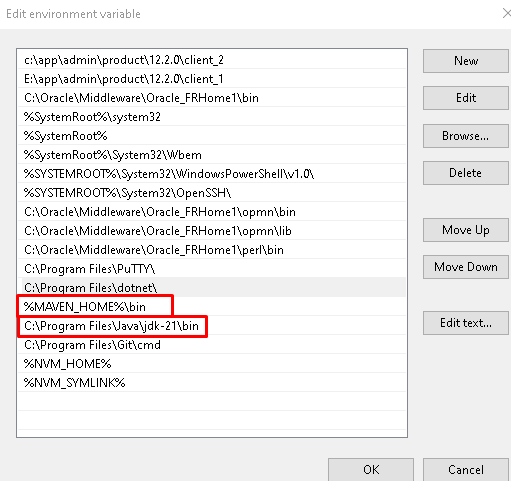 Edit environment variable
c:\app\admin\product\12.2.0\client_2
E:\app\admin\product\12.2.0\client_1
C:\Oracle\Middleware\Oracle_FRHome1\bin
%SystemRoot%\system32
%SystemRoot%
%SystemRoot%\System32\Wbem
%SYSTEMROOT%\System32\WindowsPowerShell\v1.0\
%SYSTEMROOT%\System32\OpenSSH\
C:\Oracle\Middleware\Oracle_FRHome1\opmn\bin
C:\Oracle\Middleware\Oracle_FRHome1\opmn\lib
C:\Oracle\Middleware\Oracle_FRHome1\perl\bin
C:\Program Files\PuTTY\
C:\Program Files\dotnet\
%MAVEN_HOME%\bin
C:\Program Files\Java\jdk-21\bin
C:\Program Files\Git\cmd
%NVM_HOME%
%NVM_SYMLINK%
New
Edit
Browse...
Delete
Move Up
Move Down
Edit text...
OK
Cancel